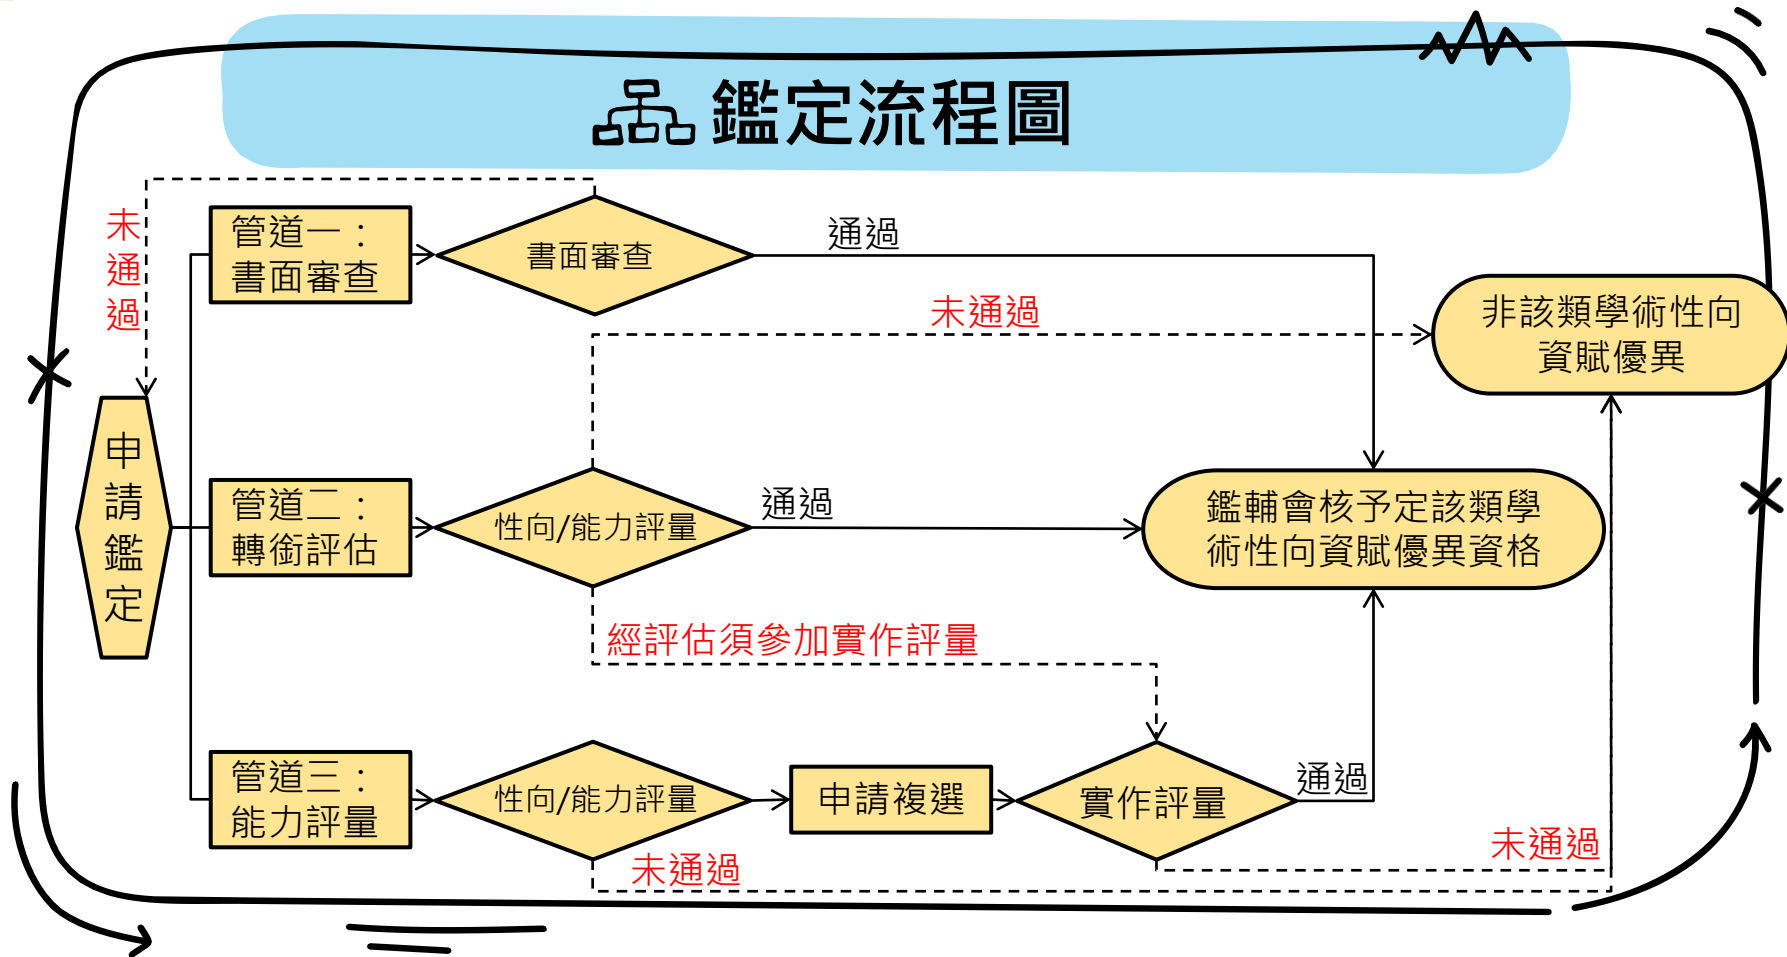 鑑定流程圖
未
通
過
管道一：
書面審查
書面審查
通過
未通過
非該類學術性向
資賦優異
申
請
鑑
定
管道二：
轉銜評估
性向/能力評量
通過
鑑輔會核予定該類學
術性向資賦優異資格
經評估須參加實作評量
管道三：
能力評量
性向/能力評量
申請複選
實作評量
通過
未通過
未通過